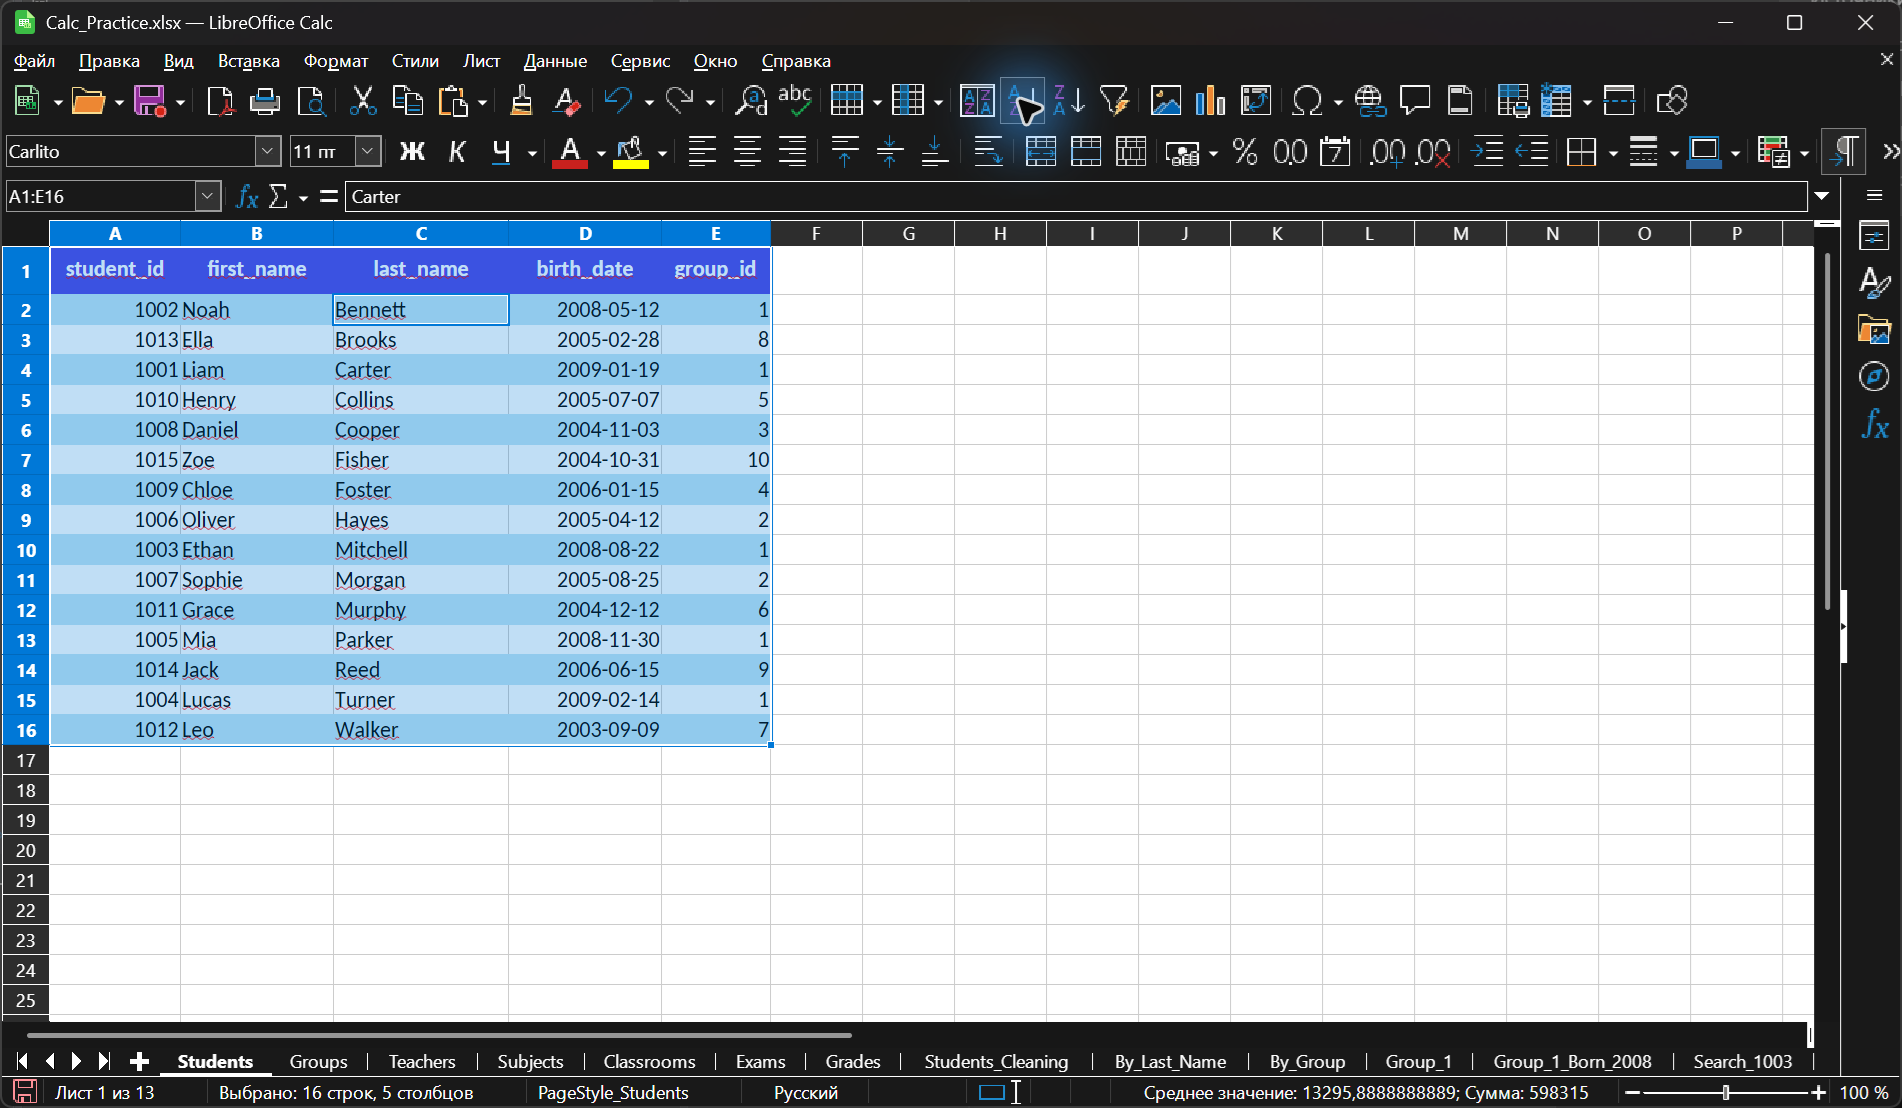 Calc_Practice.xlsx — LibreOffice Calc
Файл Правка Вид Вставка Формат Стили Лист Данные Сервис Окно Справка
Carlito 11 пт Ж К Ч
A1:E16 Carter
A B C D E F G H I J K L M N O P
1 student_id first_name last_name birth_date group_id
2 1002 Noah Bennett 2008-05-12 1
3 1013 Ella Brooks 2005-02-28 8
4 1001 Liam Carter 2009-01-19 1
5 1010 Henry Collins 2005-07-07 5
6 1008 Daniel Cooper 2004-11-03 3
7 1015 Zoe Fisher 2004-10-31 10
8 1009 Chloe Foster 2006-01-15 4
9 1006 Oliver Hayes 2005-04-12 2
10 1003 Ethan Mitchell 2008-08-22 1
11 1007 Sophie Morgan 2005-08-25 2
12 1011 Grace Murphy 2004-12-12 6
13 1005 Mia Parker 2008-11-30 1
14 1014 Jack Reed 2006-06-15 9
15 1004 Lucas Turner 2009-02-14 1
16 1012 Leo Walker 2003-09-09 7
17
18
19
20
21
22
23
24
25
Students Groups Teachers Subjects Classrooms Exams Grades Students_Cleaning By_Last_Name By_Group Group_1 Group_1_Born_2008 Search_1003
Лист 1 из 13 Выбрано: 16 строк, 5 столбцов PageStyle_Students Русский Среднее значение: 13295,8888888889; Сумма: 598315 100 %